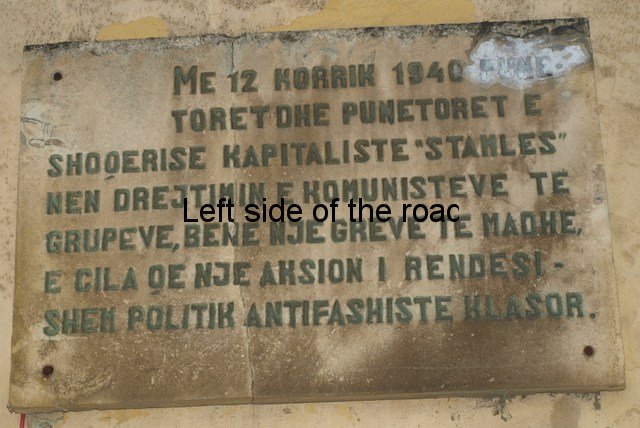 ME 12 KORRIK 1940
TORET DHE PUNETORET E
SHOQERISE KAPITALISTE "STAMLES"
NEN DREJTIMIN E KOMUNISTEVE TE
Left side of the roac
GRUPEVE, BENE NJE GREVE TE MADHE,
E CILA QE NJE AKSION I RENDESI-
SHEM POLITIK ANTIFASHISTE KLASOR.